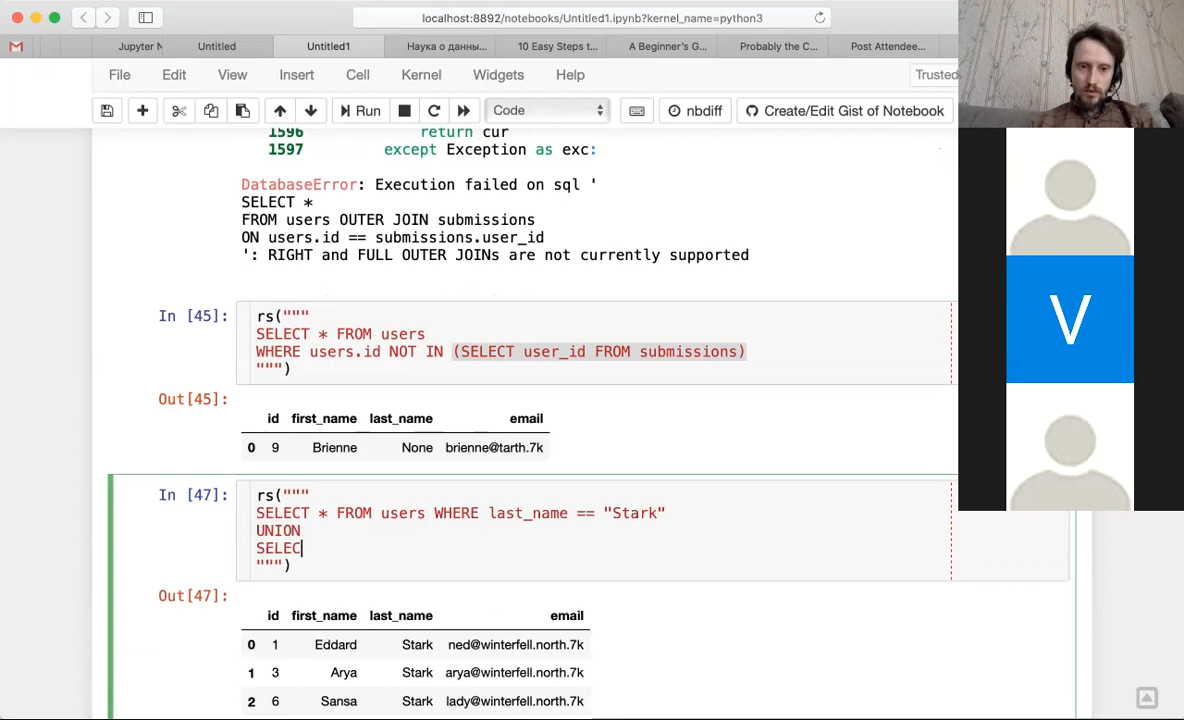 localhost:8892/notebooks/Untitled1.ipynb?kernel_name=python3
Jupyter N
Untitled
Untitled1
Наука о данны...
10 Easy Steps t...
A Beginner's G...
Probably the C...
Post Attendee...
File Edit View Insert Cell Kernel Widgets Help
Trusted
Run
Code
nbdiff
Create/Edit Gist of Notebook
1596 return cur
1597 except Exception as exc:
DatabaseError: Execution failed on sql '
SELECT *
FROM users OUTER JOIN submissions
ON users.id == submissions.user_id
': RIGHT and FULL OUTER JOINs are not currently supported
In [45]:
rs("""
SELECT * FROM users
WHERE users.id NOT IN (SELECT user_id FROM submissions)
""")
Out[45]:
id first_name last_name email
0 9 Brienne None brienne@tarth.7k
In [47]:
rs("""
SELECT * FROM users WHERE last_name == "Stark"
UNION
SELEC
""")
Out[47]:
id first_name last_name email
0 1 Eddard Stark ned@winterfell.north.7k
1 3 Arya Stark arya@winterfell.north.7k
2 6 Sansa Stark lady@winterfell.north.7k
V